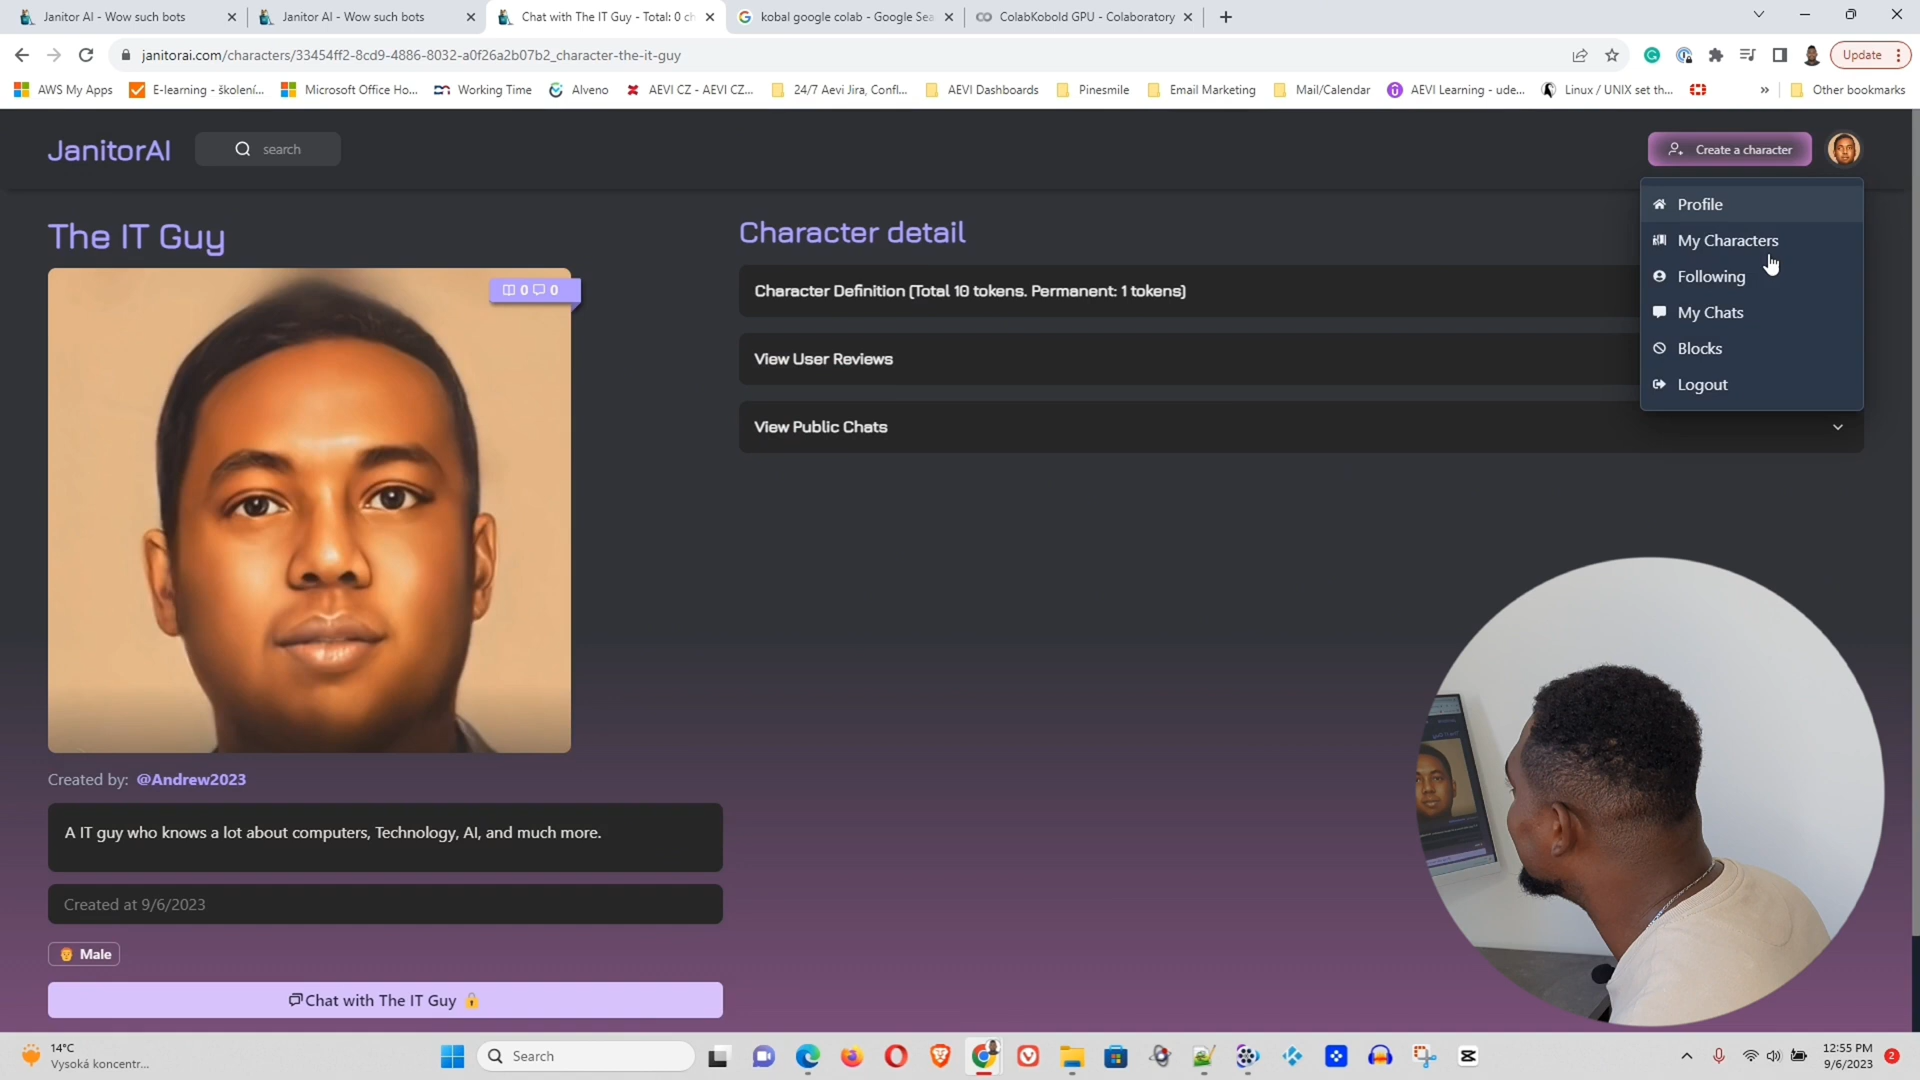 Janitor AI - Wow such bots
Janitor AI - Wow such bots
Chat with The IT Guy - Total: 0 ch
kobal google colab - Google Sea
ColabKobold GPU - Colaboratory
janitorai.com/characters/33454ff2-8cd9-4886-8032-a0f26a2b07b2_character-the-it-guy
Update
AWS My Apps
E-learning - školení...
Microsoft Office Ho...
Working Time
Alveno
AEVI CZ - AEVI CZ...
24/7 Aevi Jira, Confl...
AEVI Dashboards
Pinesmile
Email Marketing
Mail/Calendar
AEVI Learning - ude...
Linux / UNIX set th...
»
Other bookmarks
JanitorAI
search
Create a character
Profile
My Characters
Following
My Chats
Blocks
Logout
The IT Guy
0 0
Character detail
Character Definition (Total 10 tokens. Permanent: 1 tokens)
View User Reviews
View Public Chats
Created by: @Andrew2023
A IT guy who knows a lot about computers, Technology, AI, and much more.
Created at 9/6/2023
Male
Chat with The IT Guy
14°C
Vysoká koncentr...
Search
12:55 PM
9/6/2023
2